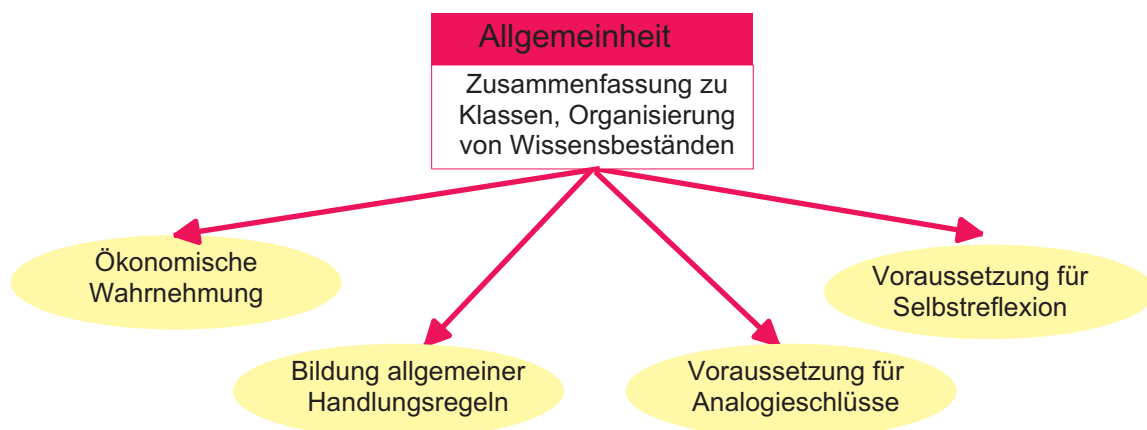 Allgemeinheit
Zusammenfassung zu
Klassen, Organisierung
von Wissensbeständen
Ökonomische
Wahrnehmung
Bildung allgemeiner
Handlungsregeln
Voraussetzung für
Analogieschlüsse
Voraussetzung für
Selbstreflexion